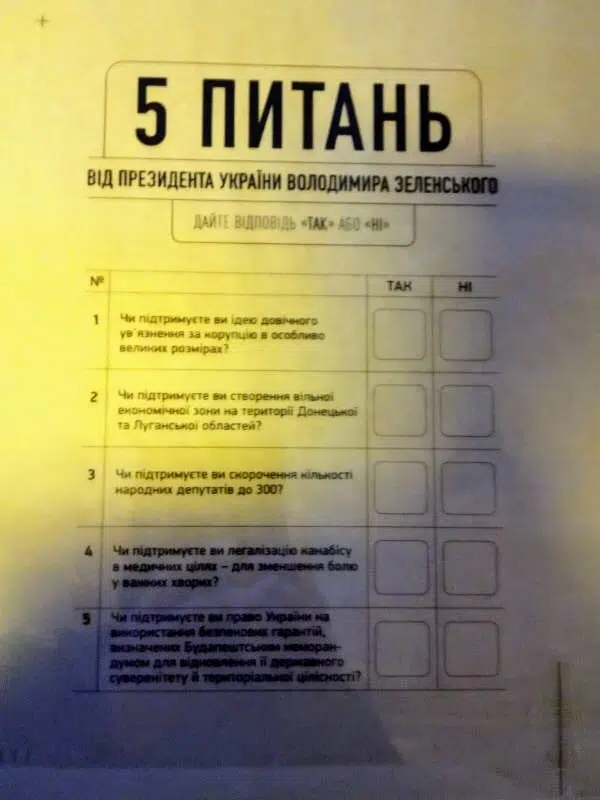 5 ПИТАНЬ
ВІД ПРЕЗИДЕНТА УКРАЇНИ ВОЛОДИМИРА ЗЕЛЕНСЬКОГО
ДАЙТЕ ВІДПОВІДЬ «ТАК» АБО «НІ»
№ ТАК НІ
1 Чи підтримуєте ви ідею довічного
ув'язнення за корупцію в особливо
великих розмірах?
2 Чи підтримуєте ви створення вільної
економічної зони на території Донецької
та Луганської областей?
3 Чи підтримуєте ви скорочення кількості
народних депутатів до 300?
4 Чи підтримуєте ви легалізацію канабісу
в медичних цілях – для зменшення болю
у важких хворих?
5 Чи підтримуєте ви право України на
використання безпекових гарантій,
визначених Будапештським меморан-
думом для відновлення її державного
суверенітету й територіальної цілісності?